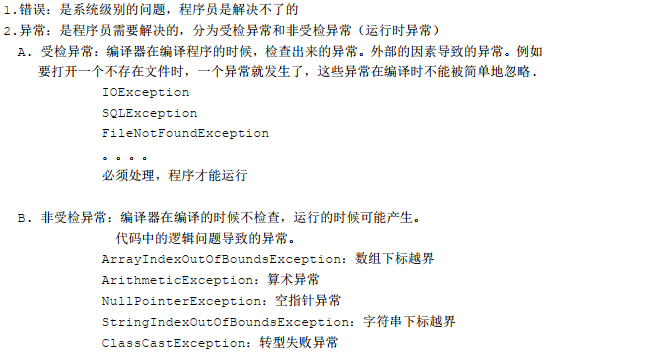 1.错误：是系统级别的问题，程序员是解决不了的
2.异常：是程序员需要解决的，分为受检异常和非受检异常（运行时异常）
A. 受检异常：编译器在编译程序的时候，检查出来的异常。外部的因素导致的异常。例如
要打开一个不存在文件时，一个异常就发生了，这些异常在编译时不能被简单地忽略.
IOException
SQLException
FileNotFoundException
。。。。
必须处理，程序才能运行
B. 非受检异常：编译器在编译的时候不检查，运行的时候可能产生。
代码中的逻辑问题导致的异常。
ArrayIndexOutOfBoundsException：数组下标越界
ArithmeticException：算术异常
NullPointerException：空指针异常
StringIndexOutOfBoundsException：字符串下标越界
ClassCastException：转型失败异常